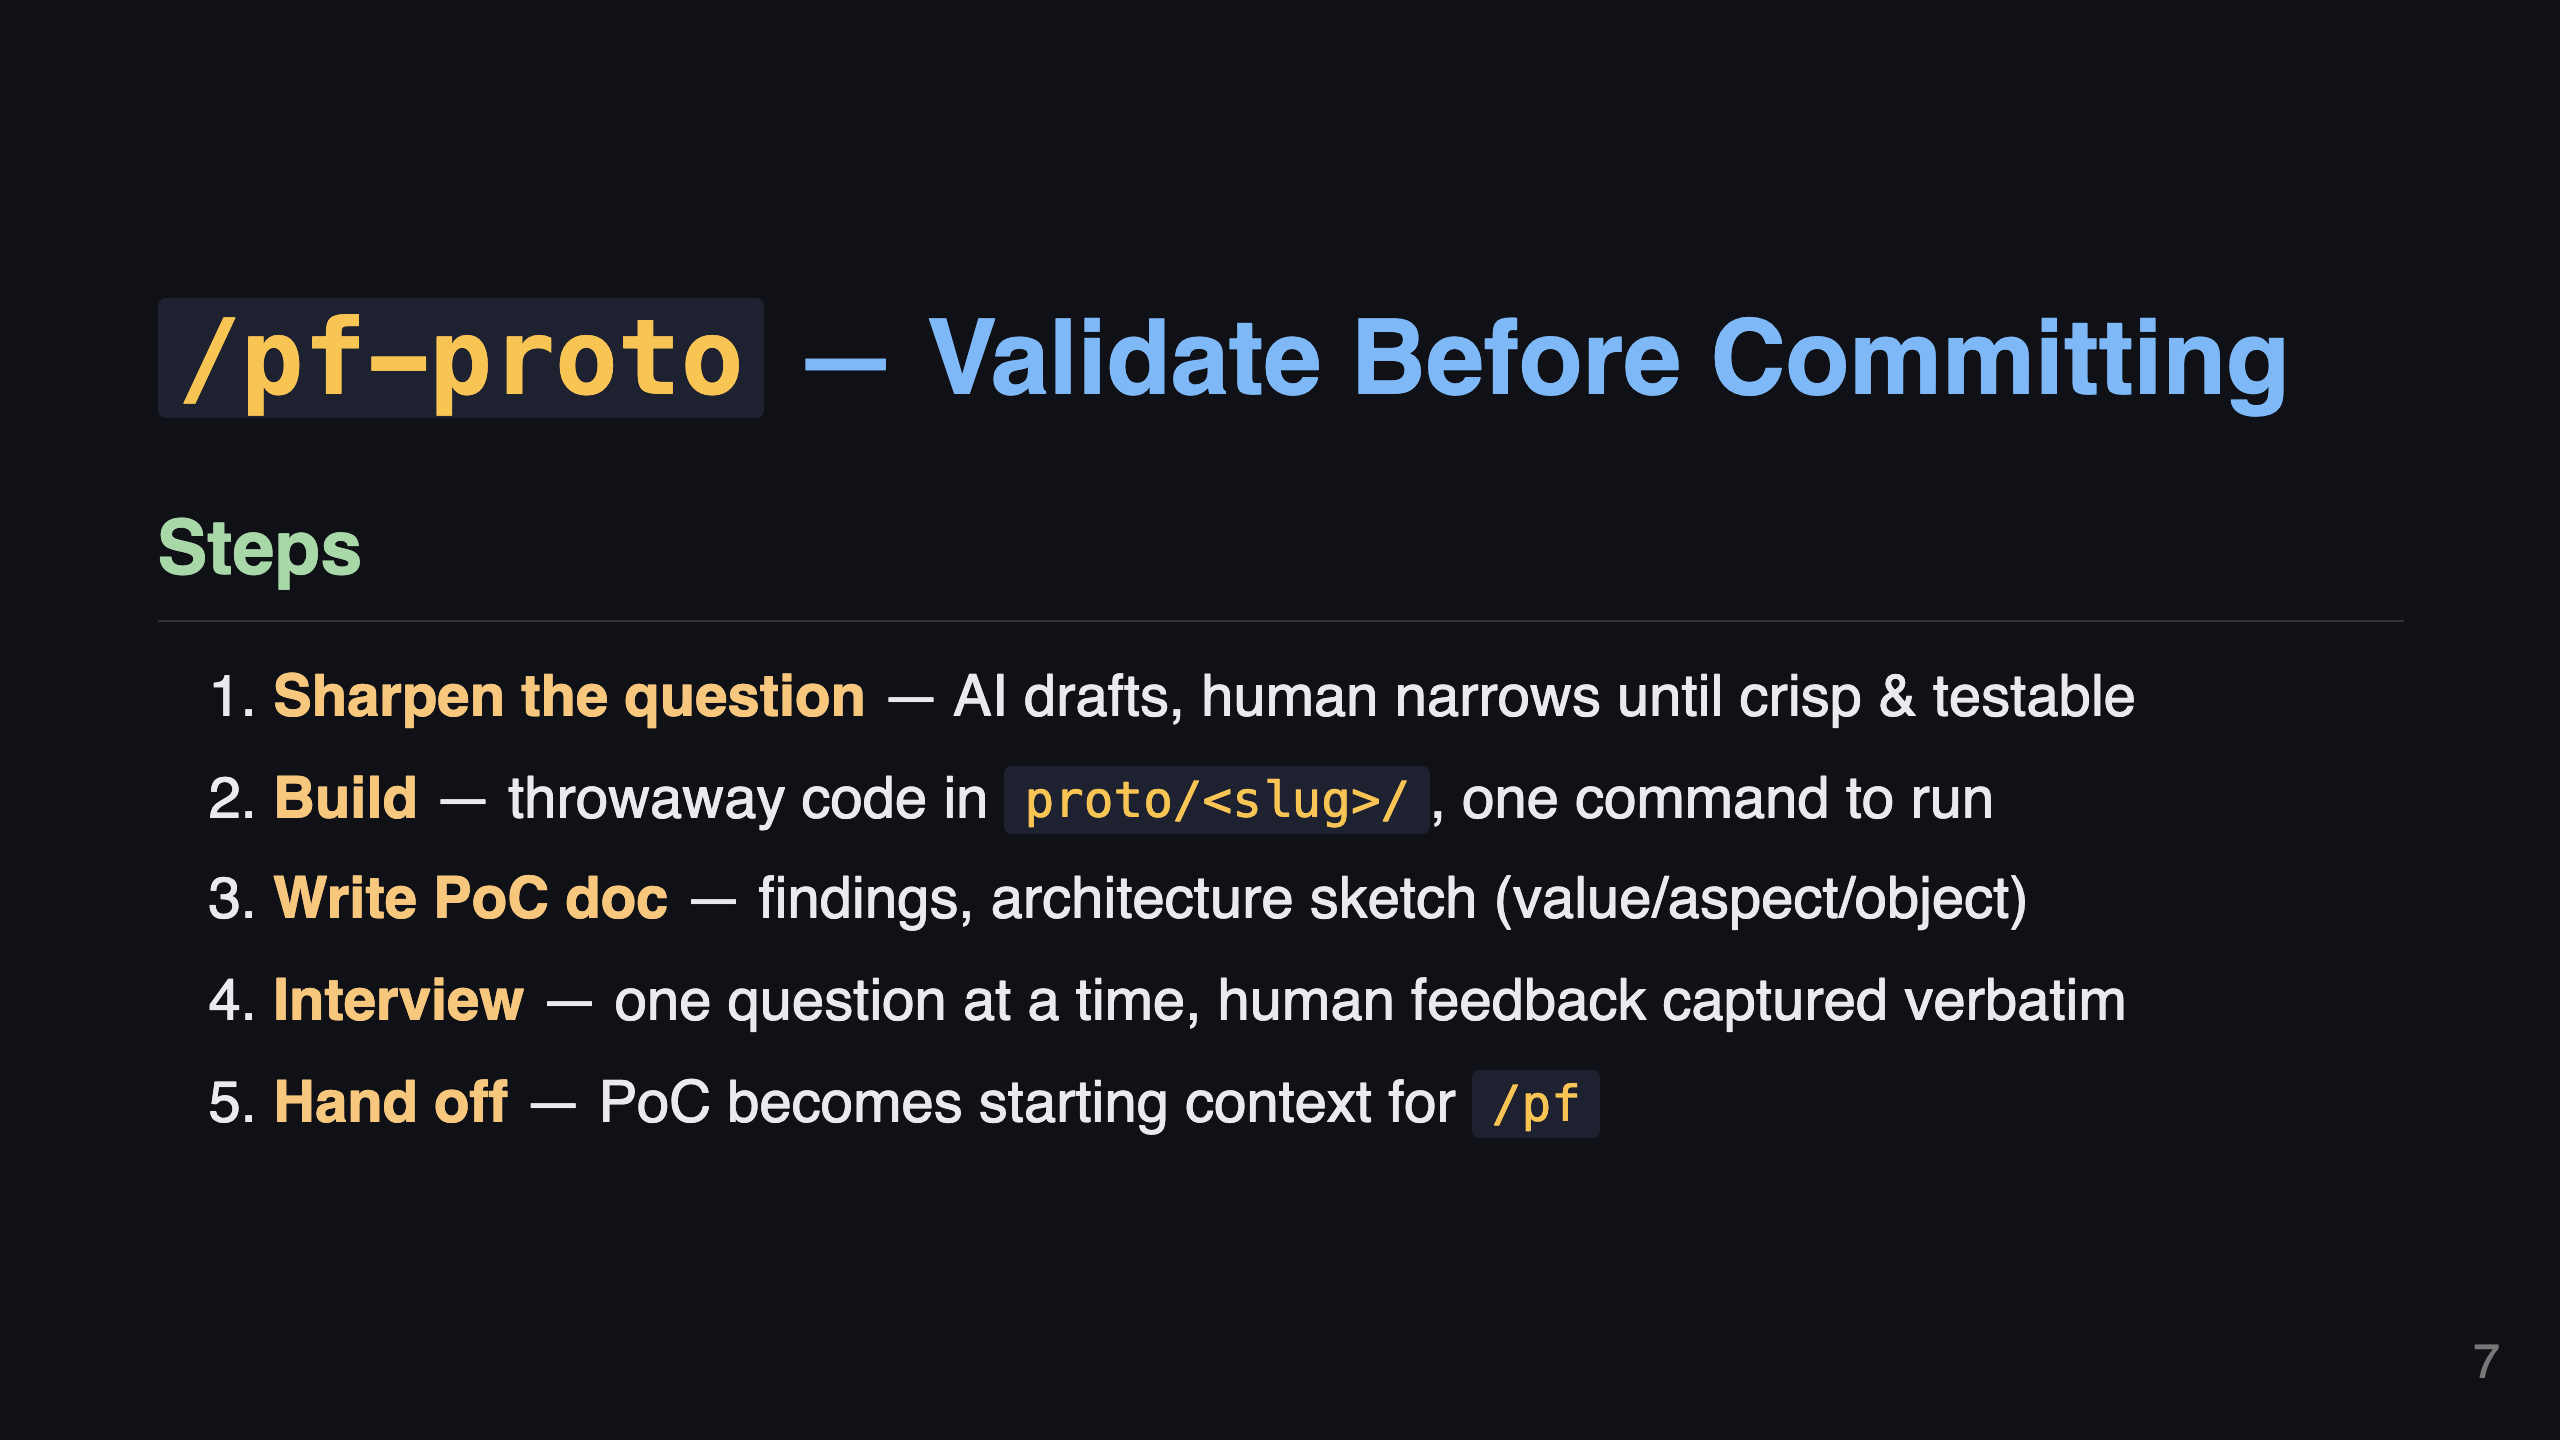 /pf-proto — Validate Before Committing
Steps
1. Sharpen the question — AI drafts, human narrows until crisp & testable
2. Build — throwaway code in proto/<slug>/, one command to run
3. Write PoC doc — findings, architecture sketch (value/aspect/object)
4. Interview — one question at a time, human feedback captured verbatim
5. Hand off — PoC becomes starting context for /pf
7